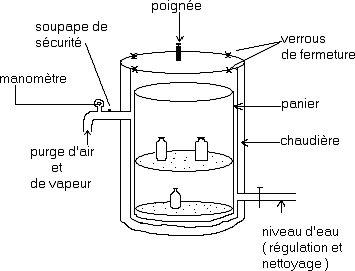 poignée
soupape de
sécurité
verrous
de fermeture
manomètre
panier
chaudière
purge d'air
et
de vapeur
niveau d'eau
( régulation et
nettoyage )